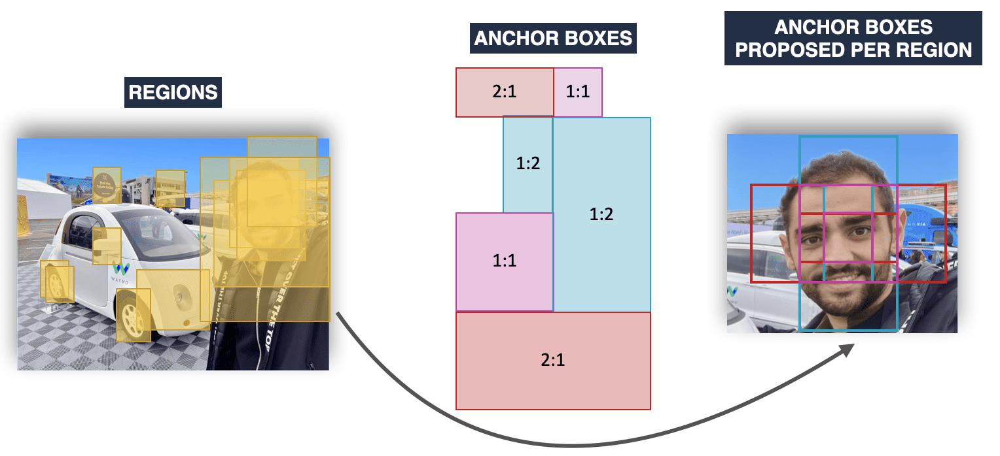 REGIONS
ANCHOR BOXES
ANCHOR BOXES
PROPOSED PER REGION
2:1
1:1
1:2
1:2
1:1
2:1
WAYMO
OVER THE TOP